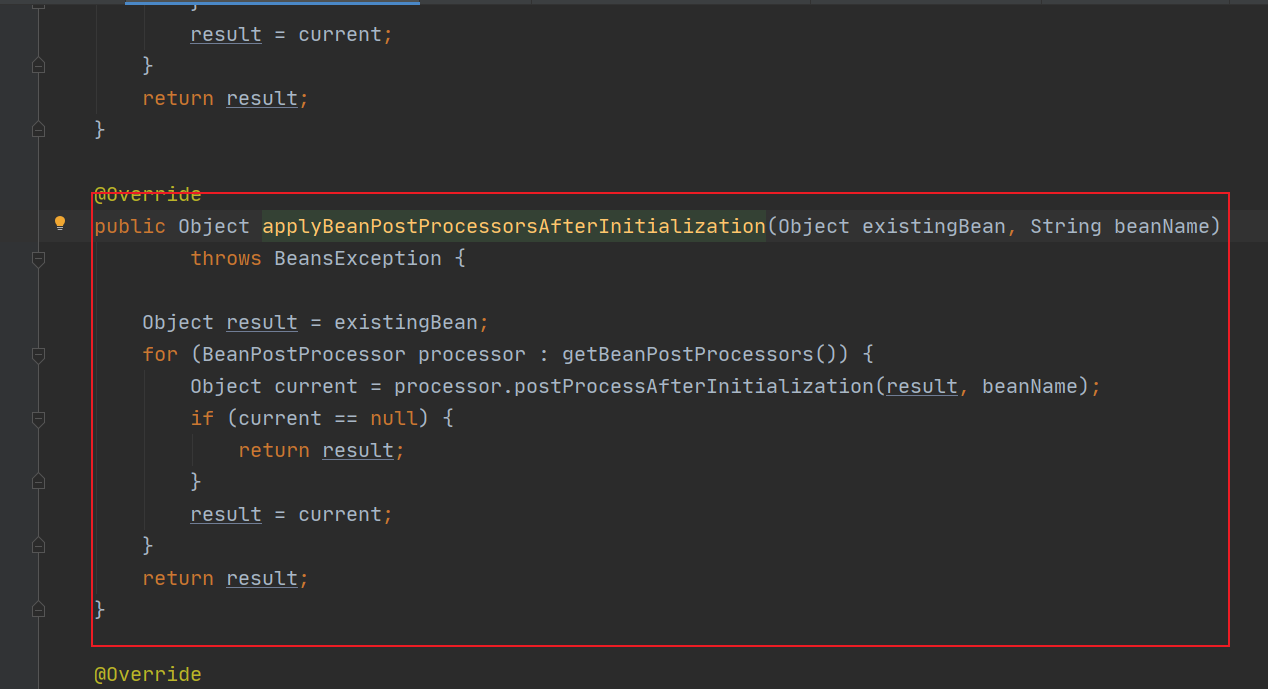 }
result = current;
}
return result;
}
@Override
public Object applyBeanPostProcessorsAfterInitialization(Object existingBean, String beanName)
throws BeansException {
Object result = existingBean;
for (BeanPostProcessor processor : getBeanPostProcessors()) {
Object current = processor.postProcessAfterInitialization(result, beanName);
if (current == null) {
return result;
}
result = current;
}
return result;
}
@Override